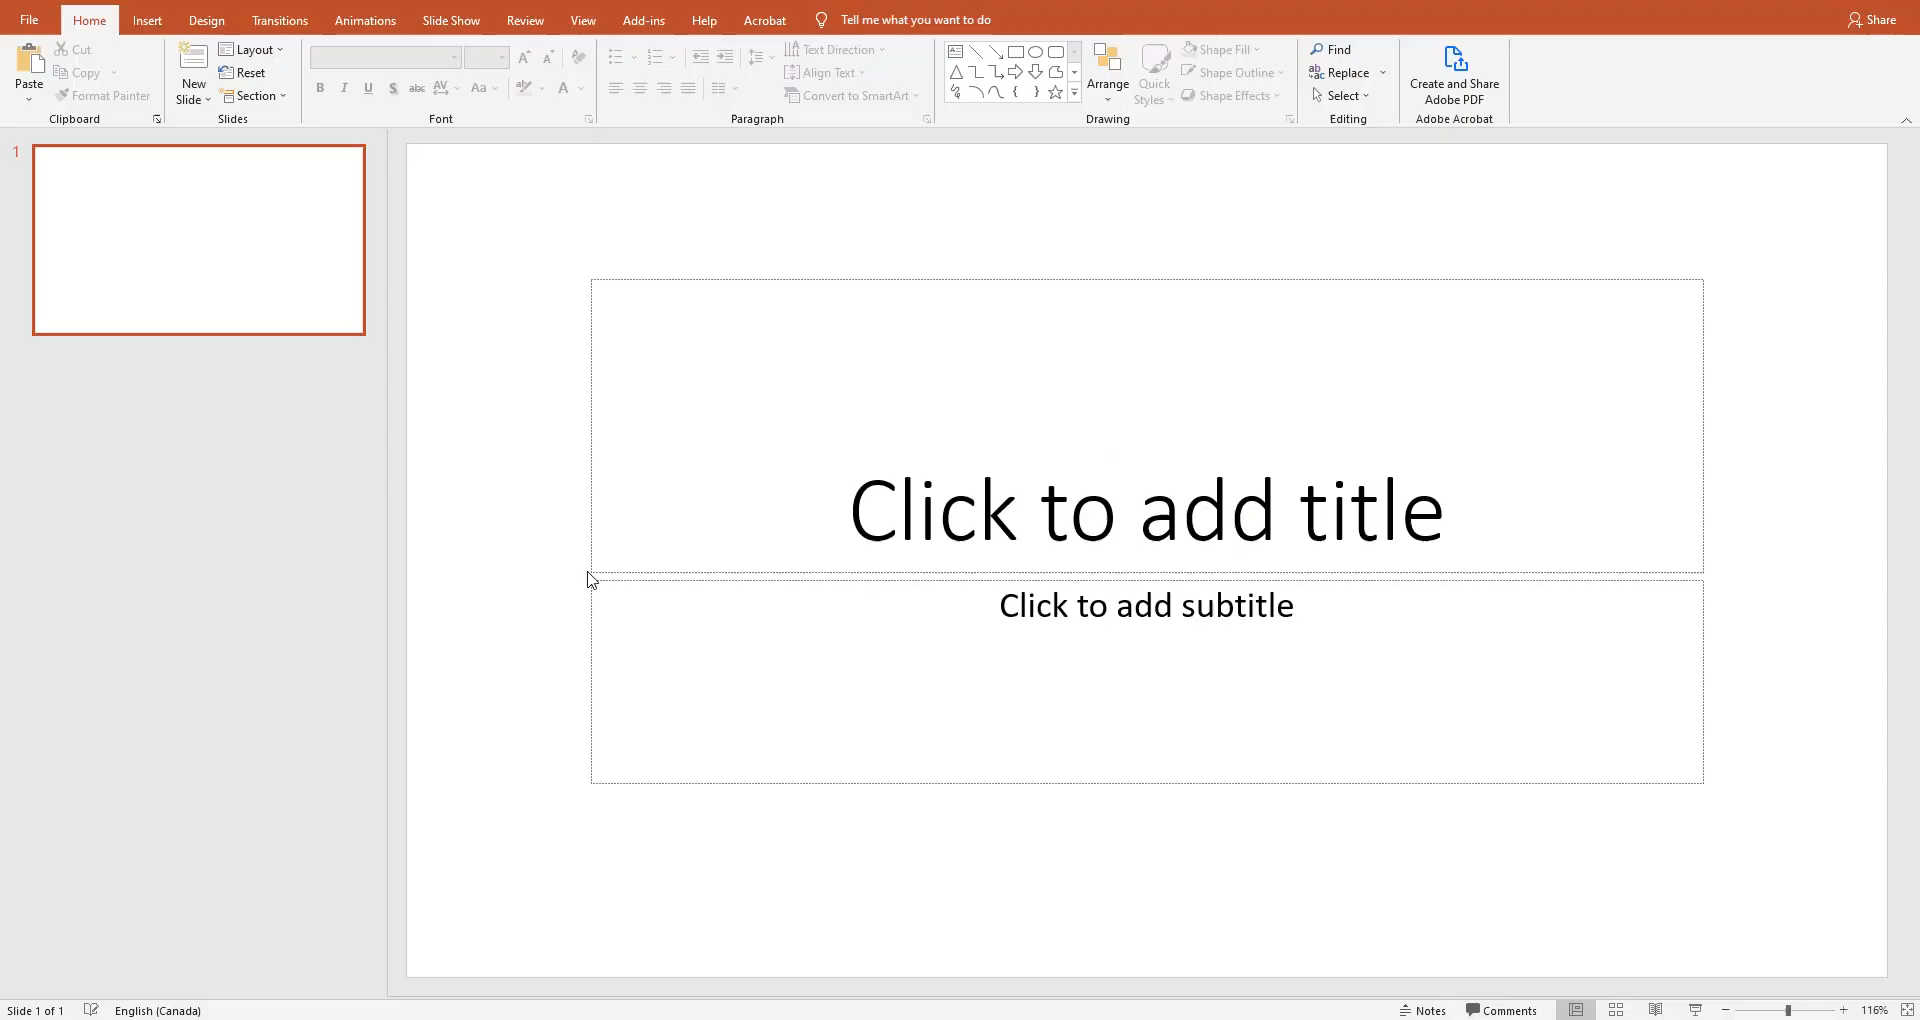 File Home Insert Design Transitions Animations Slide Show Review View Add-ins Help Acrobat Tell me what you want to do Share
Paste
Cut
Copy
Format Painter
Clipboard
New
Slide
Layout
Reset
Section
Slides
B I U S abc AV Aa A
Font
Text Direction
Align Text
Convert to SmartArt
Paragraph
Arrange
Quick
Styles
Shape Fill
Shape Outline
Shape Effects
Drawing
Find
Replace
Select
Editing
Create and Share
Adobe PDF
Adobe Acrobat
1
Click to add title
Click to add subtitle
Slide 1 of 1 English (Canada) Notes Comments 116%